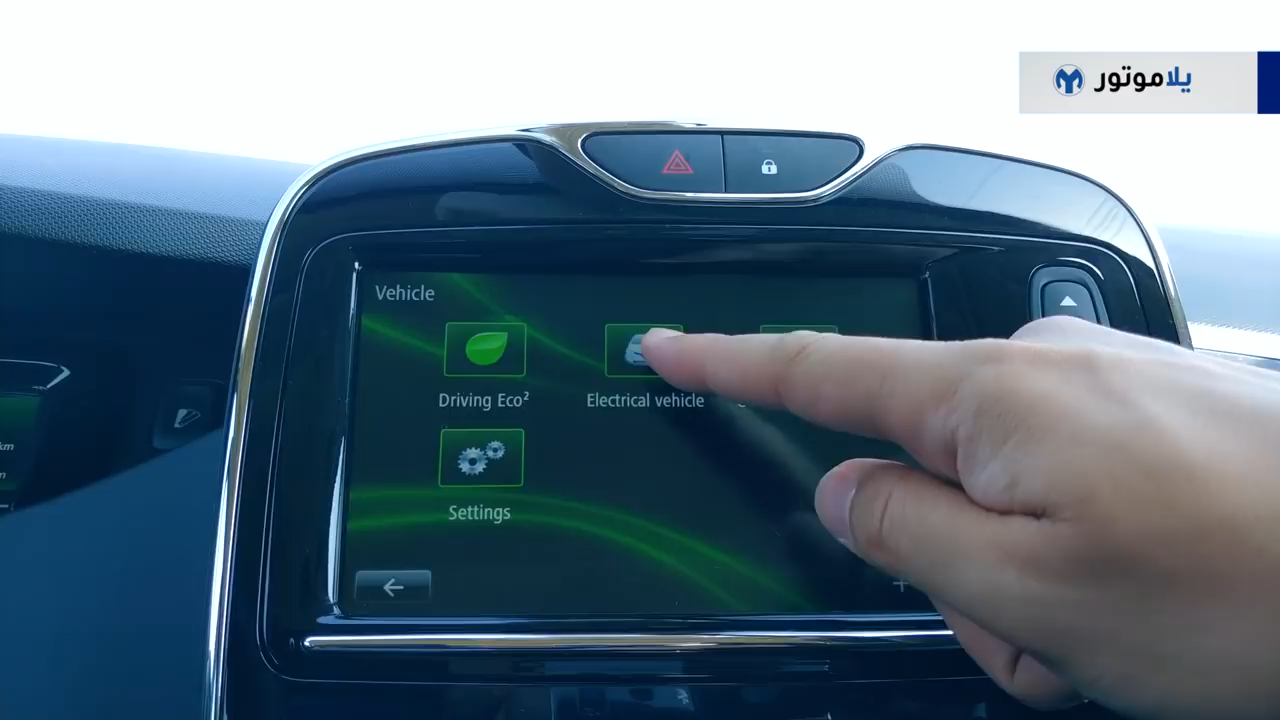 يلاموتور
Vehicle
Driving Eco²
Electrical vehicle
Settings
km